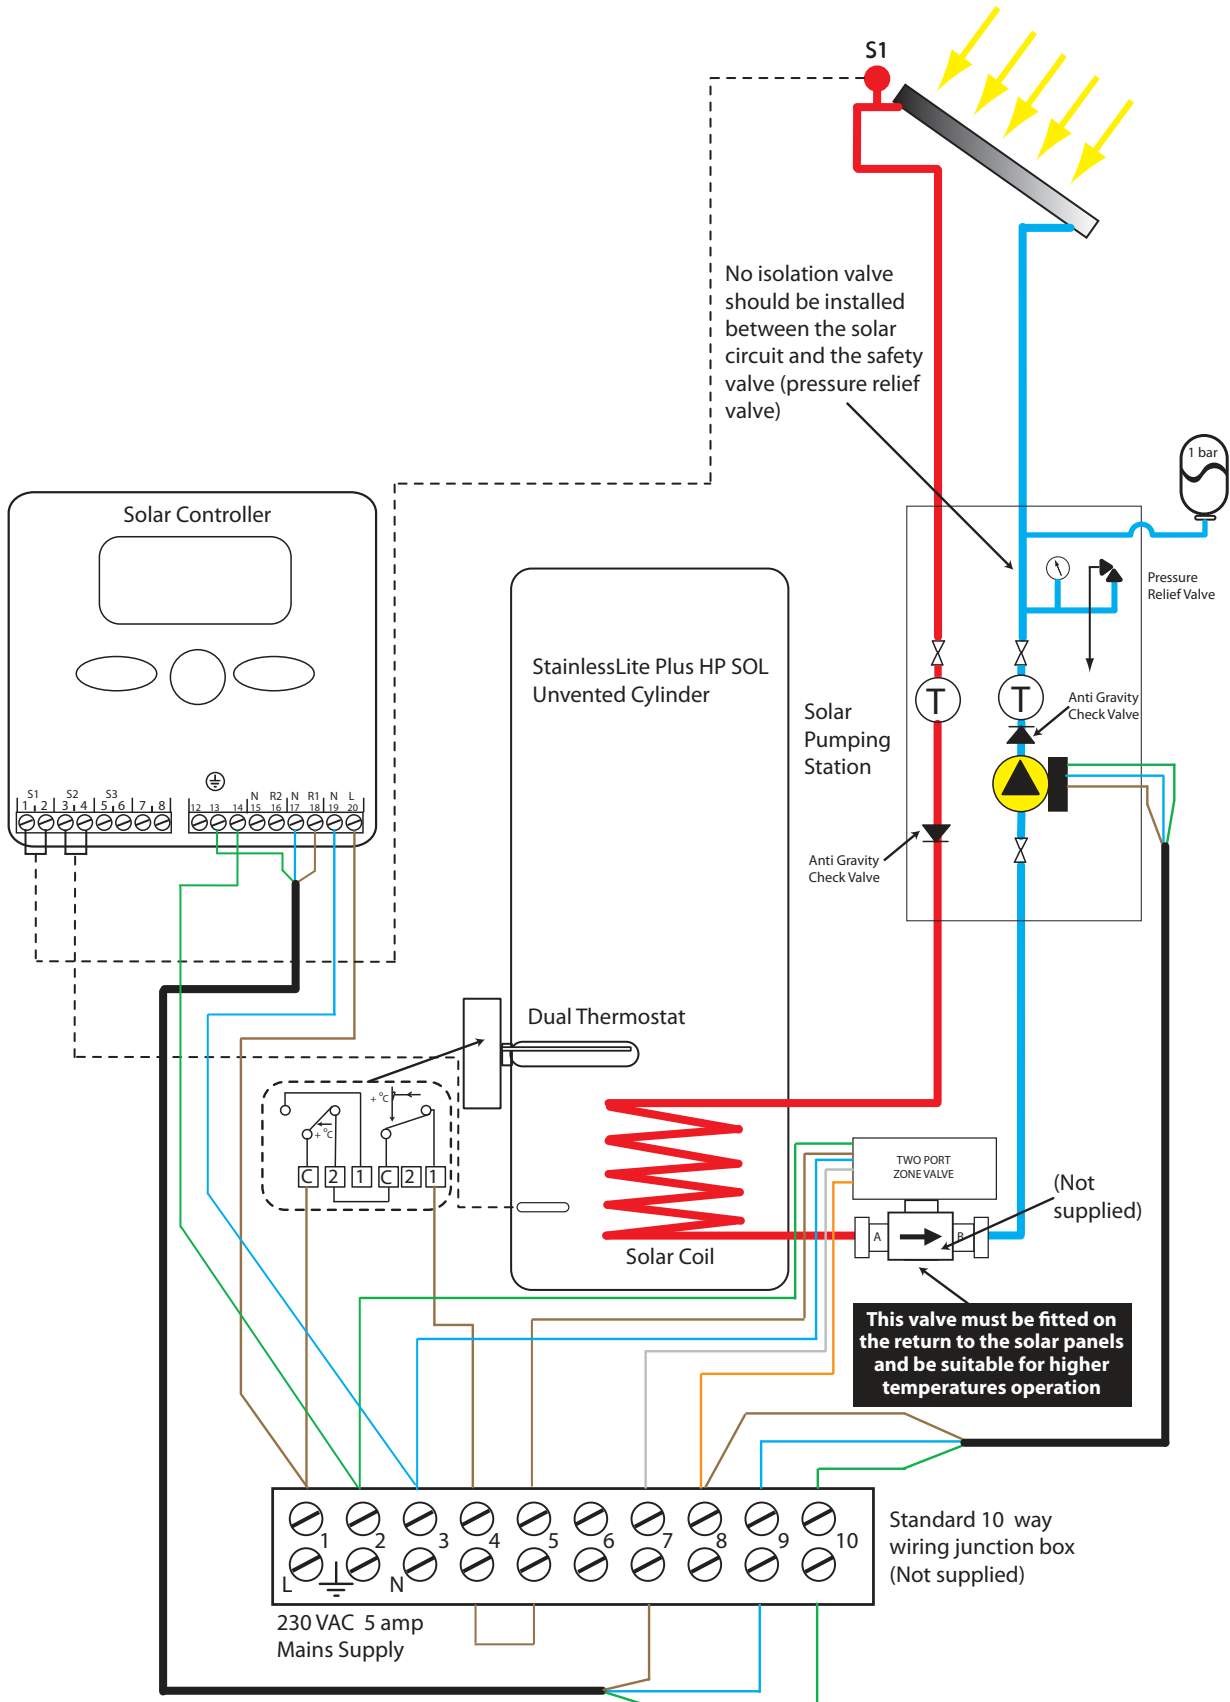 S1
No isolation valve
should be installed
between the solar
circuit and the safety
valve (pressure relief
valve)
1 bar
Solar Controller
Pressure
Relief Valve
StainlessLite Plus HP SOL
Unvented Cylinder
Solar
Pumping
Station
T
T
Anti Gravity
Check Valve
S1 S2 S3
1 2 3 4 5 6 7 8
N R2 N R1 N L
12 13 14 15 16 17 18 19 20
Anti Gravity
Check Valve
Dual Thermostat
+ °C
+ °C
C 2 1 C 2 1
TWO PORT
ZONE VALVE
(Not
supplied)
A
B
Solar Coil
This valve must be fitted on
the return to the solar panels
and be suitable for higher
temperatures operation
1 2 3 4 5 6 7 8 9 10
L N
Standard 10 way
wiring junction box
(Not supplied)
230 VAC 5 amp
Mains Supply